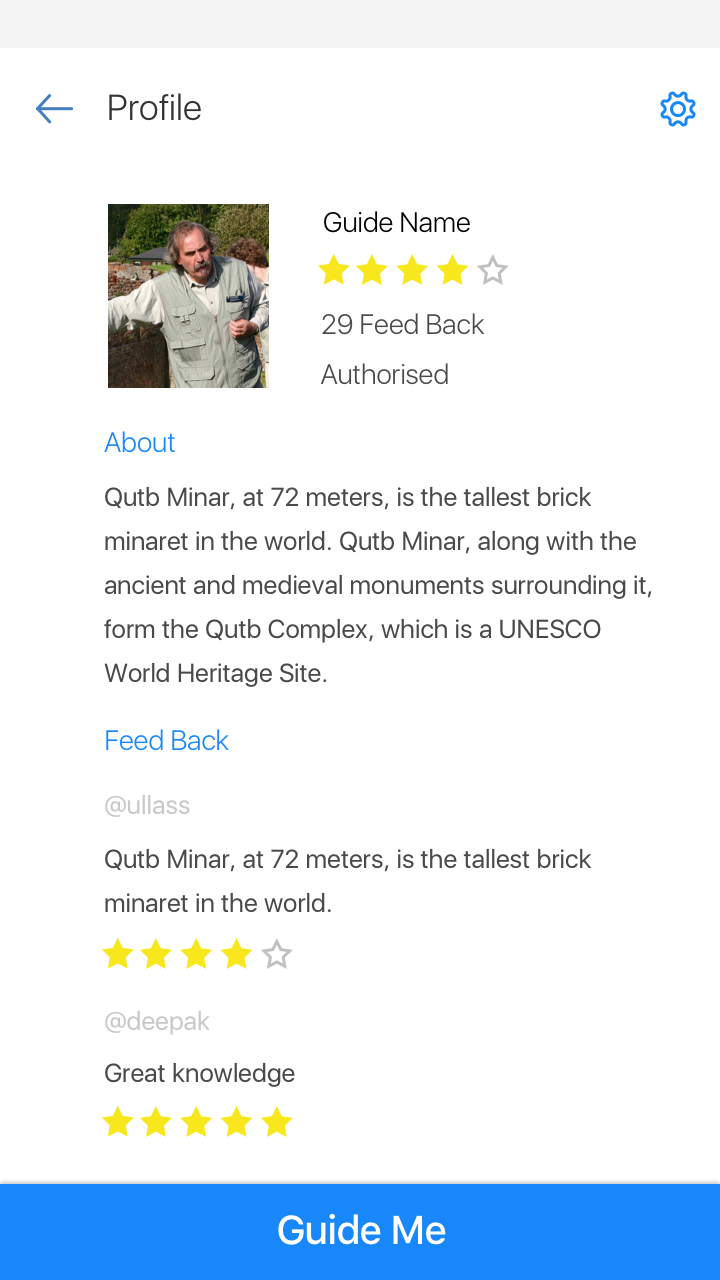 Profile
Guide Name
29 Feed Back
Authorised
About
Qutb Minar, at 72 meters, is the tallest brick
minaret in the world. Qutb Minar, along with the
ancient and medieval monuments surrounding it,
form the Qutb Complex, which is a UNESCO
World Heritage Site.
Feed Back
@ullass
Qutb Minar, at 72 meters, is the tallest brick
minaret in the world.
@deepak
Great knowledge
Guide Me